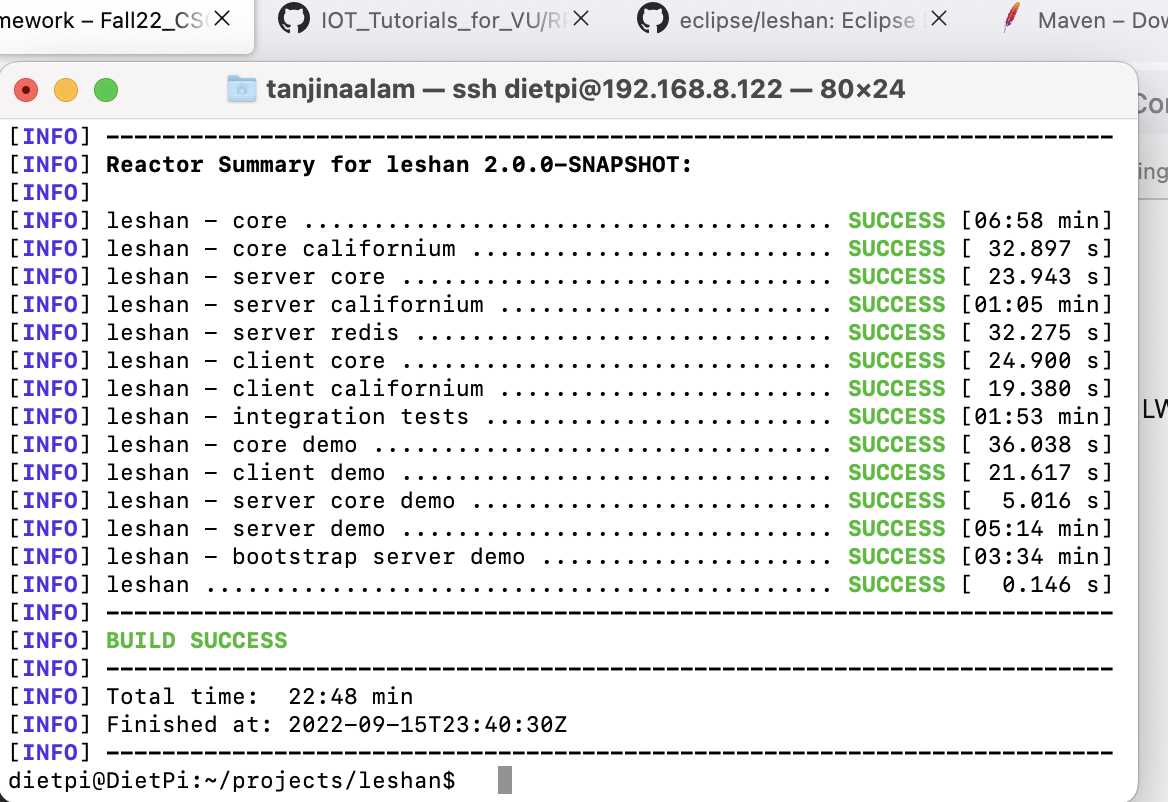 mework – Fall22_CS
IOT_Tutorials_for_VU/R
eclipse/leshan: Eclipse
Maven – Dow
tanjinaalam — ssh dietpi@192.168.8.122 — 80×24
[INFO] ------------------------------------------------------------------------
[INFO] Reactor Summary for leshan 2.0.0-SNAPSHOT:
[INFO]
[INFO] leshan - core ...................................... SUCCESS [06:58 min]
[INFO] leshan - core californium .......................... SUCCESS [ 32.897 s]
[INFO] leshan - server core ............................... SUCCESS [ 23.943 s]
[INFO] leshan - server californium ........................ SUCCESS [01:05 min]
[INFO] leshan - server redis .............................. SUCCESS [ 32.275 s]
[INFO] leshan - client core ............................... SUCCESS [ 24.900 s]
[INFO] leshan - client californium ........................ SUCCESS [ 19.380 s]
[INFO] leshan - integration tests ......................... SUCCESS [01:53 min]
[INFO] leshan - core demo ................................. SUCCESS [ 36.038 s]
[INFO] leshan - client demo ............................... SUCCESS [ 21.617 s]
[INFO] leshan - server core demo .......................... SUCCESS [  5.016 s]
[INFO] leshan - server demo ............................... SUCCESS [05:14 min]
[INFO] leshan - bootstrap server demo ..................... SUCCESS [03:34 min]
[INFO] leshan ............................................. SUCCESS [  0.146 s]
[INFO] ------------------------------------------------------------------------
[INFO] BUILD SUCCESS
[INFO] ------------------------------------------------------------------------
[INFO] Total time:  22:48 min
[INFO] Finished at: 2022-09-15T23:40:30Z
[INFO] ------------------------------------------------------------------------
dietpi@DietPi:~/projects/leshan$
Cor
ing
LW